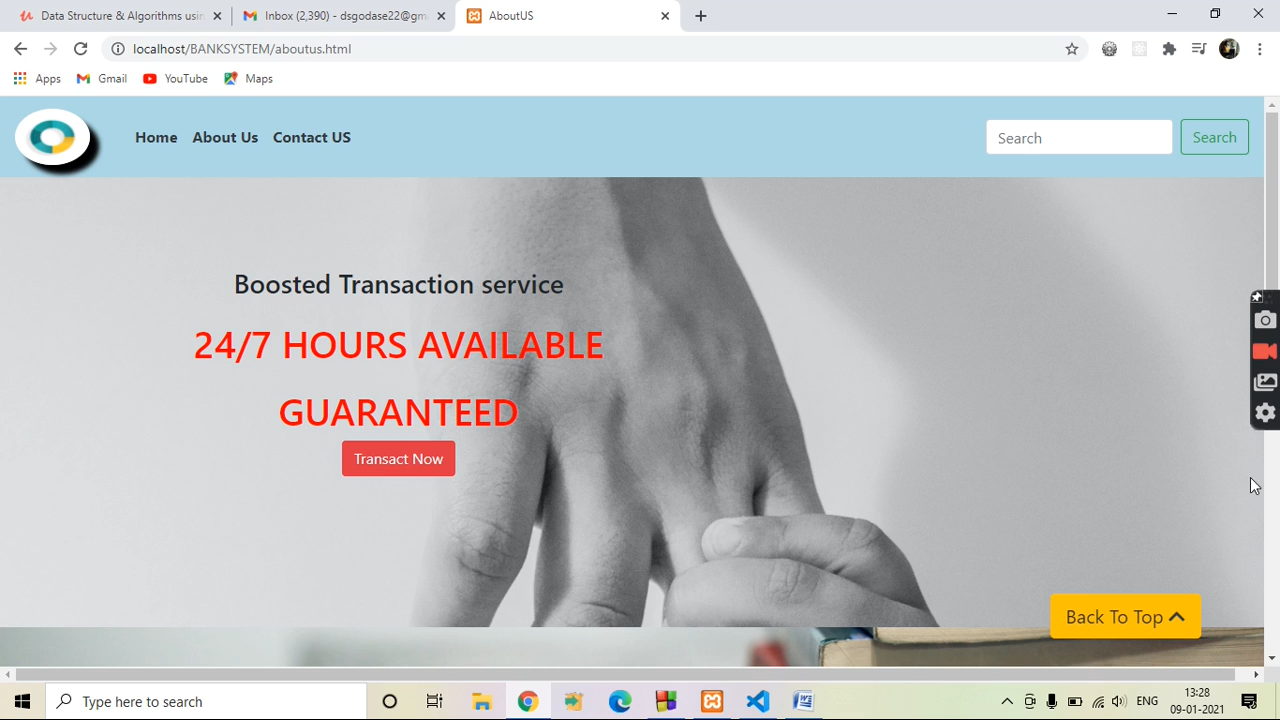 Data Structure & Algorithms usi
Inbox (2,390) - dsgodase22@gm
AboutUS
localhost/BANKSYSTEM/aboutus.html
Apps
Gmail
YouTube
Maps
Home
About Us
Contact US
Search
Search
Boosted Transaction service
24/7 HOURS AVAILABLE
GUARANTEED
Transact Now
Back To Top
Type here to search
ENG
13:28
09-01-2021